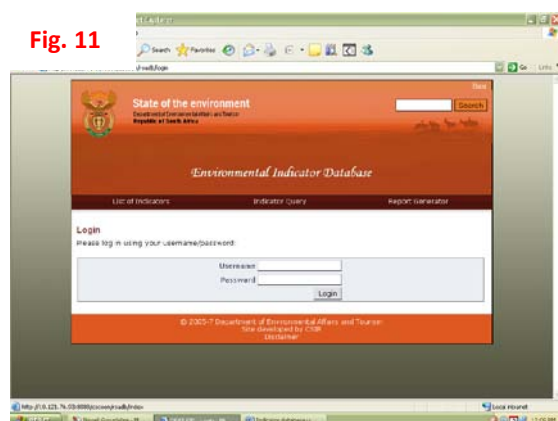 Fig. 11
Search Favorites
Go Links
State of the environment
Department of Environmental Affairs and Tourism
Republic of South Africa
Search
Environmental Indicator Database
List of Indicators Indicator Query Report Generator
Login
Please log in using your username/password:
Username
Password
Login
© 2005-7 Department of Environmental Affairs and Tourism
Site developed by CSIR
Disclaimer
Local intranet